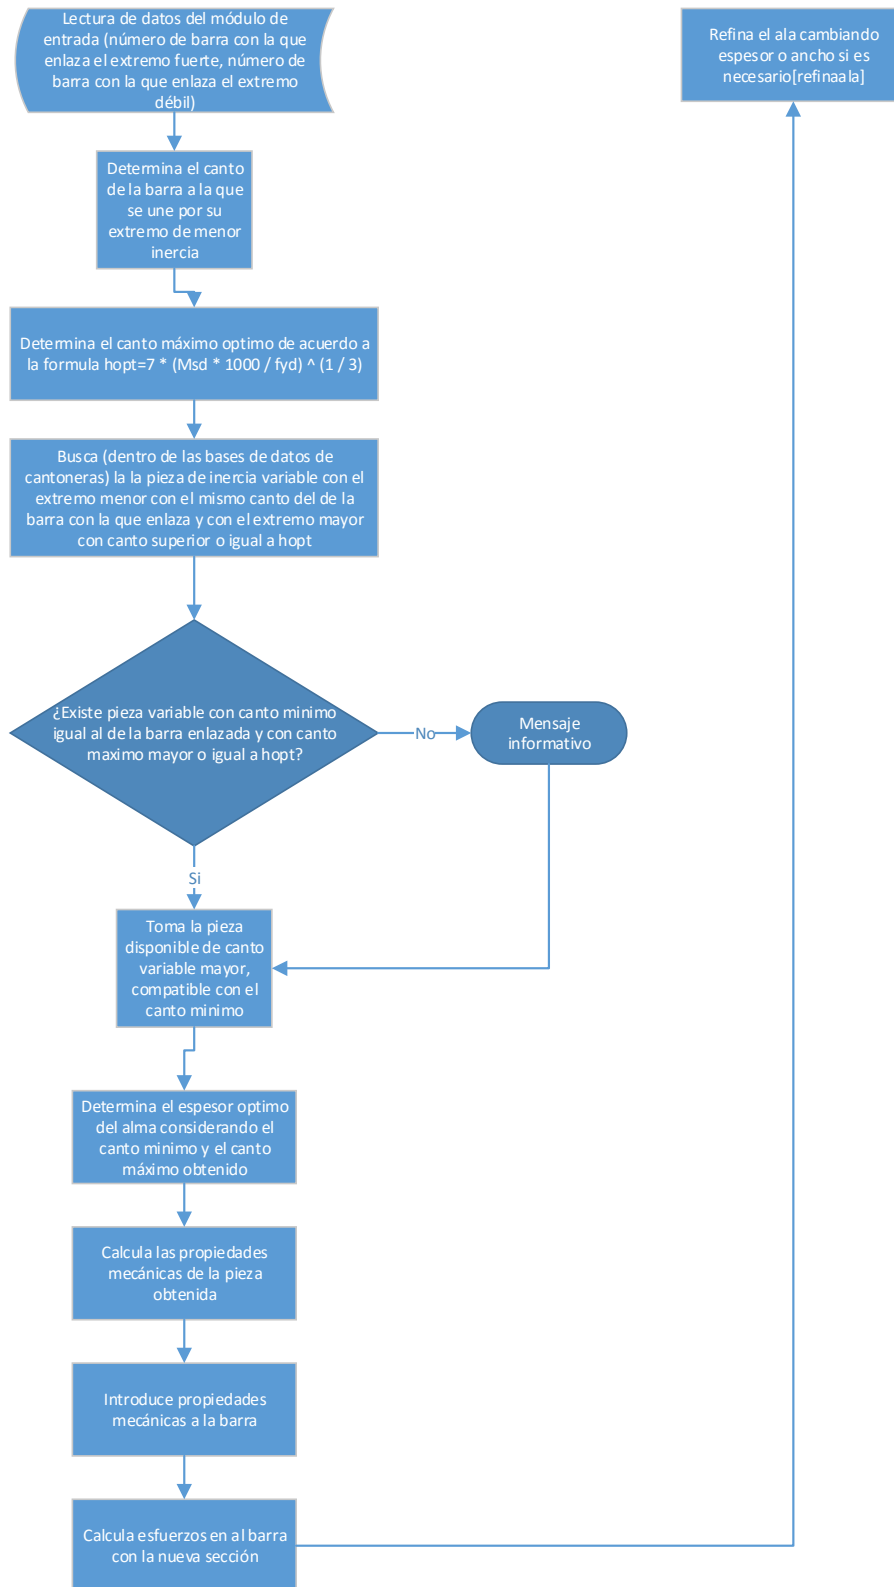 Lectura de datos del módulo de
entrada (número de barra con la que
enlaza el extremo fuerte, número de
barra con la que enlaza el extremo
débil)
Determina el canto
de la barra a la que
se une por su
extremo de menor
inercia
Determina el canto máximo optimo de acuerdo a
la formula hopt=7 * (Msd * 1000 / fyd) ^ (1 / 3)
Busca (dentro de las bases de datos de
cantoneras) la la pieza de inercia variable con el
extremo menor con el mismo canto del de la
barra con la que enlaza y con el extremo mayor
con canto superior o igual a hopt
¿Existe pieza variable con canto minimo
igual al de la barra enlazada y con canto
maximo mayor o igual a hopt?
No
Mensaje
informativo
Si
Toma la pieza
disponible de canto
variable mayor,
compatible con el
canto minimo
Determina el espesor optimo
del alma considerando el
canto minimo y el canto
máximo obtenido
Calcula las propiedades
mecánicas de la pieza
obtenida
Introduce propiedades
mecánicas a la barra
Calcula esfuerzos en al barra
con la nueva sección
Refina el ala cambiando
espesor o ancho si es
necesario[refinaala]